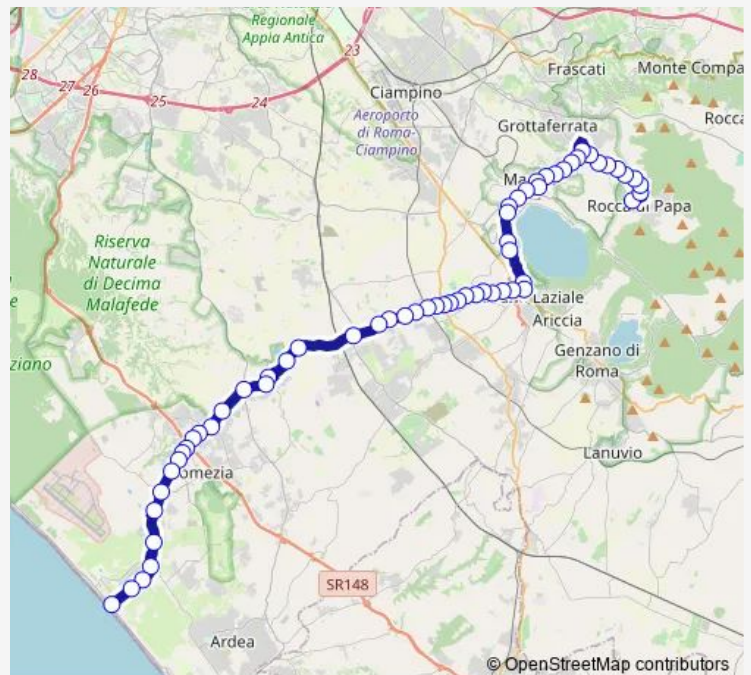 Regionale
Appia Antica
23
28
27
26
25
24
Ciampino
Frascati
Monte Compa
Aeroporto
di Roma-
Ciampino
Grottaferrata
Rocca
Ma
Rocca di Papa
Riserva
Naturale
di Decima
Malafede
Laziale
Ariccia
ziano
Genzano di
Roma
Lanuvio
omezia
SR148
Ardea
© OpenStreetMap contributors